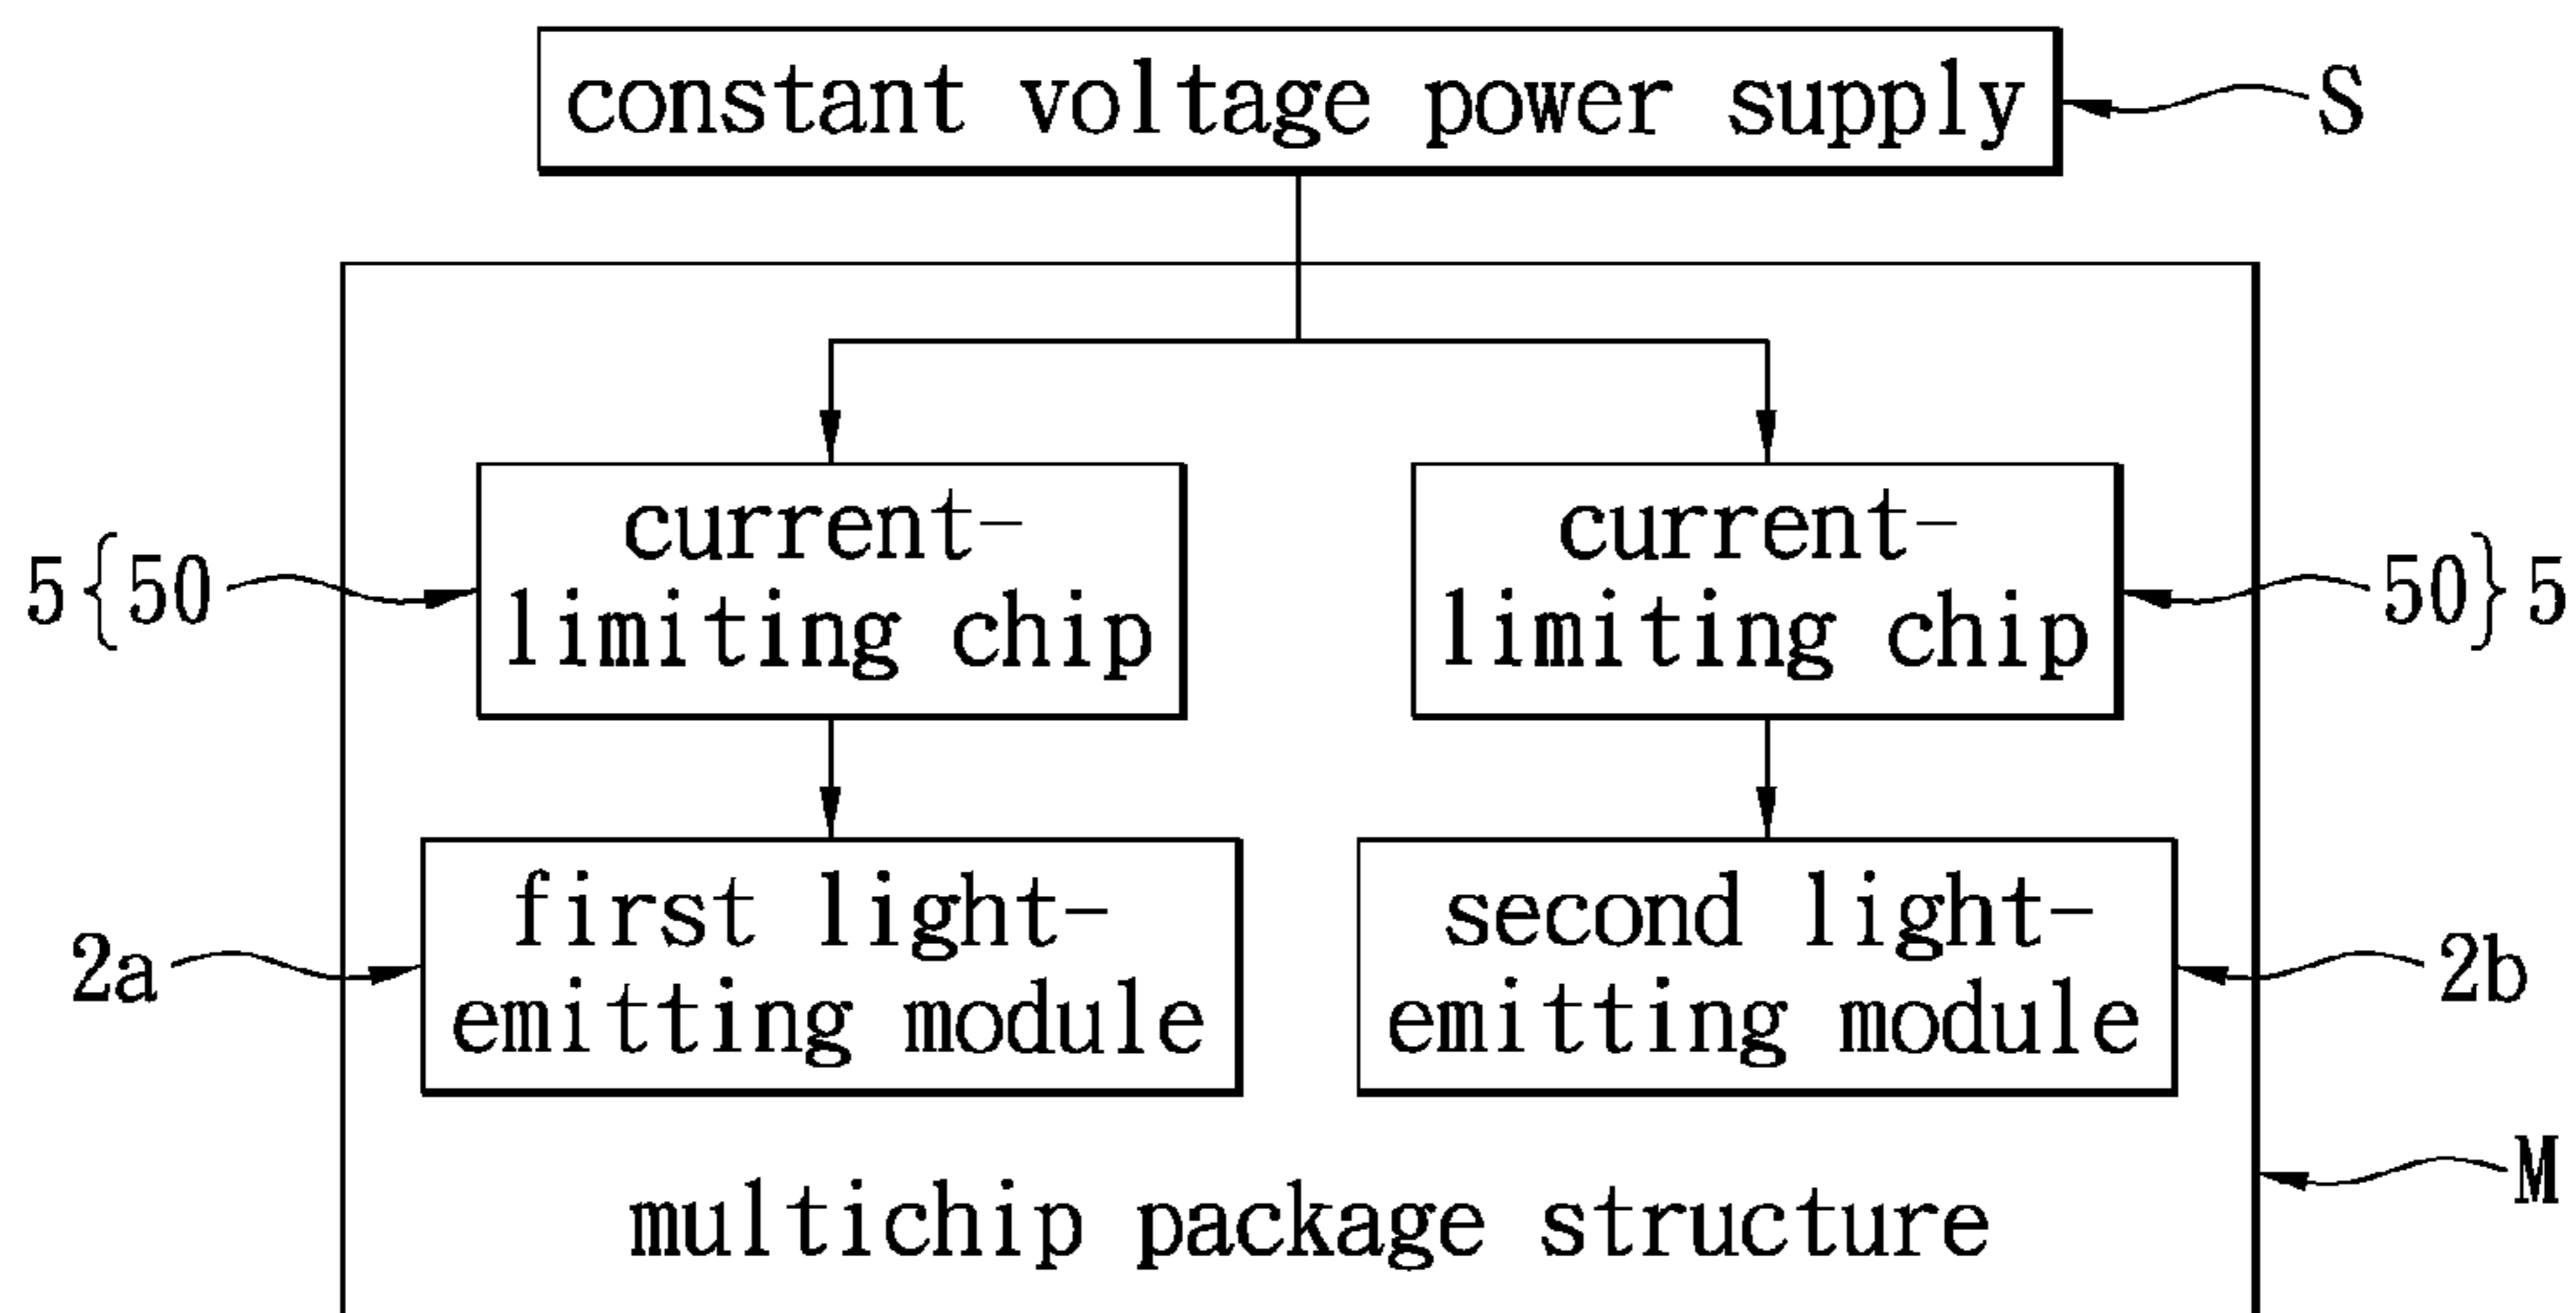 constant voltage power supply
S
current-
limiting chip
current-
limiting chip
5{50
50}5
first light-
emitting module
second light-
emitting module
2a
2b
M
multichip package structure